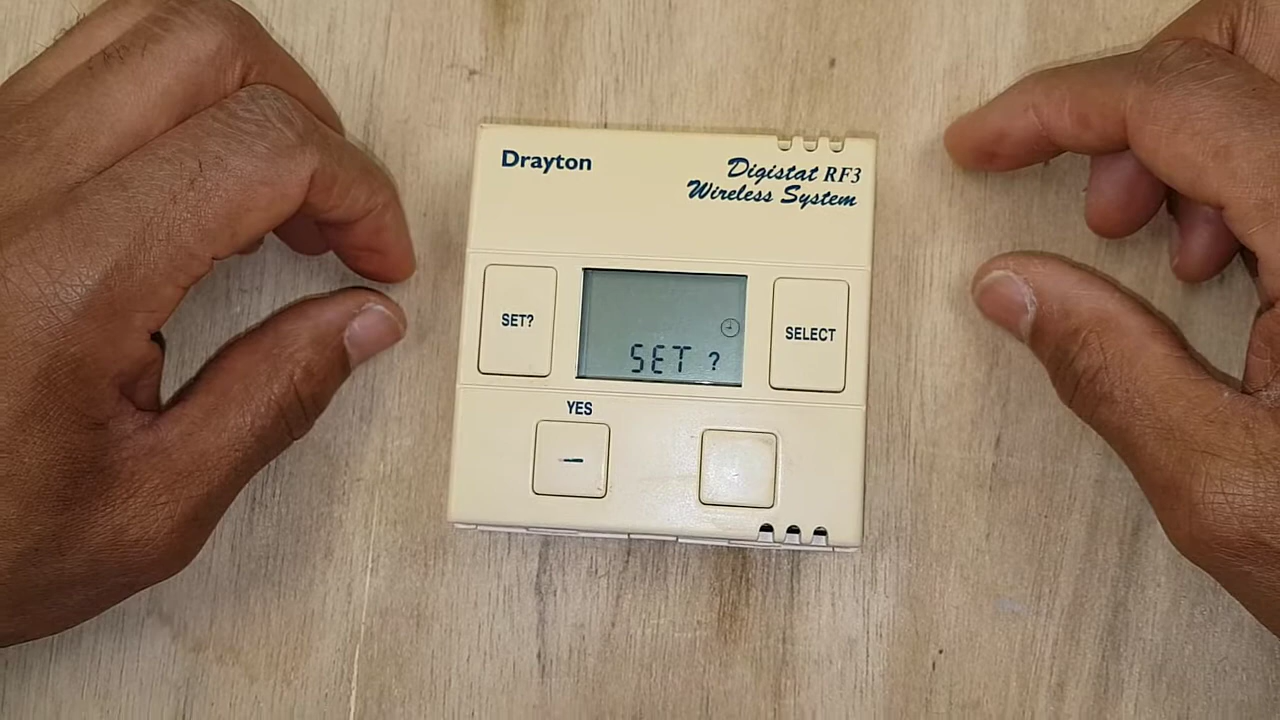 Drayton
Digistat RF3
Wireless System
SET?
SELECT
SET ?
YES
–